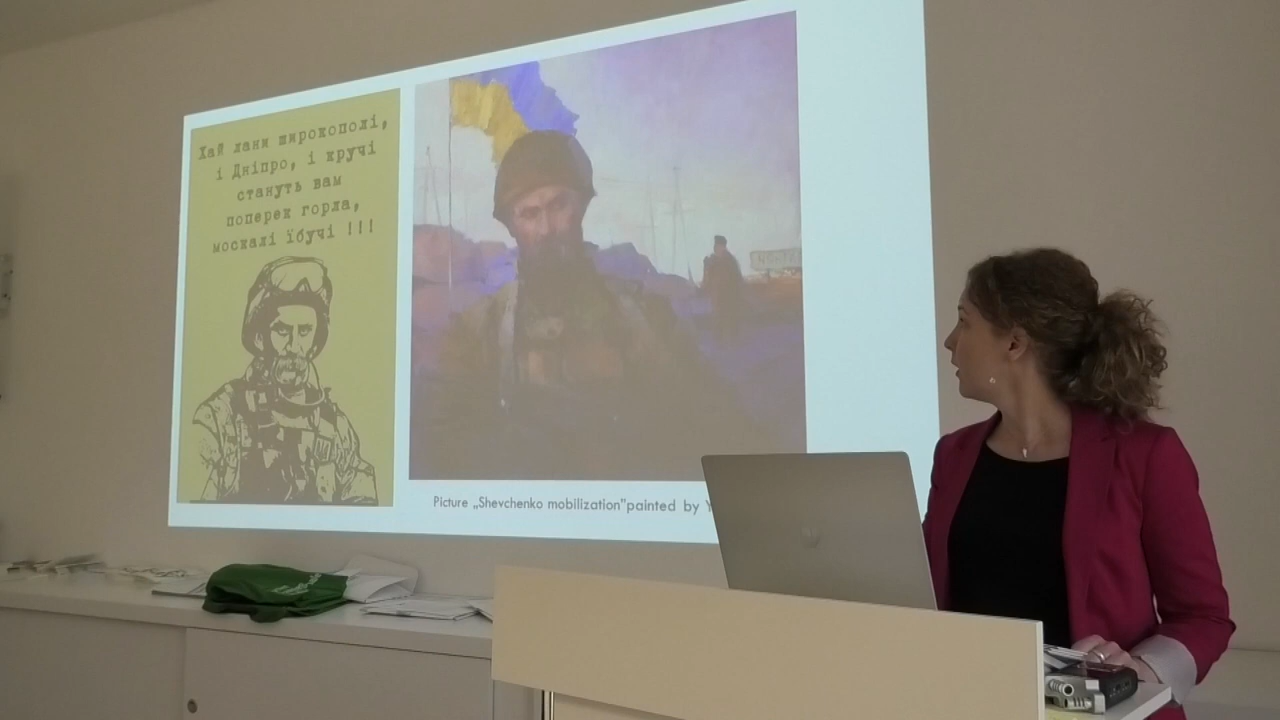 Хай лани широкополі,
і Дніпро, і кручі
стануть вам
поперек горла,
москалі їбучі !!!
Picture „Shevchenko mobilization"painted by